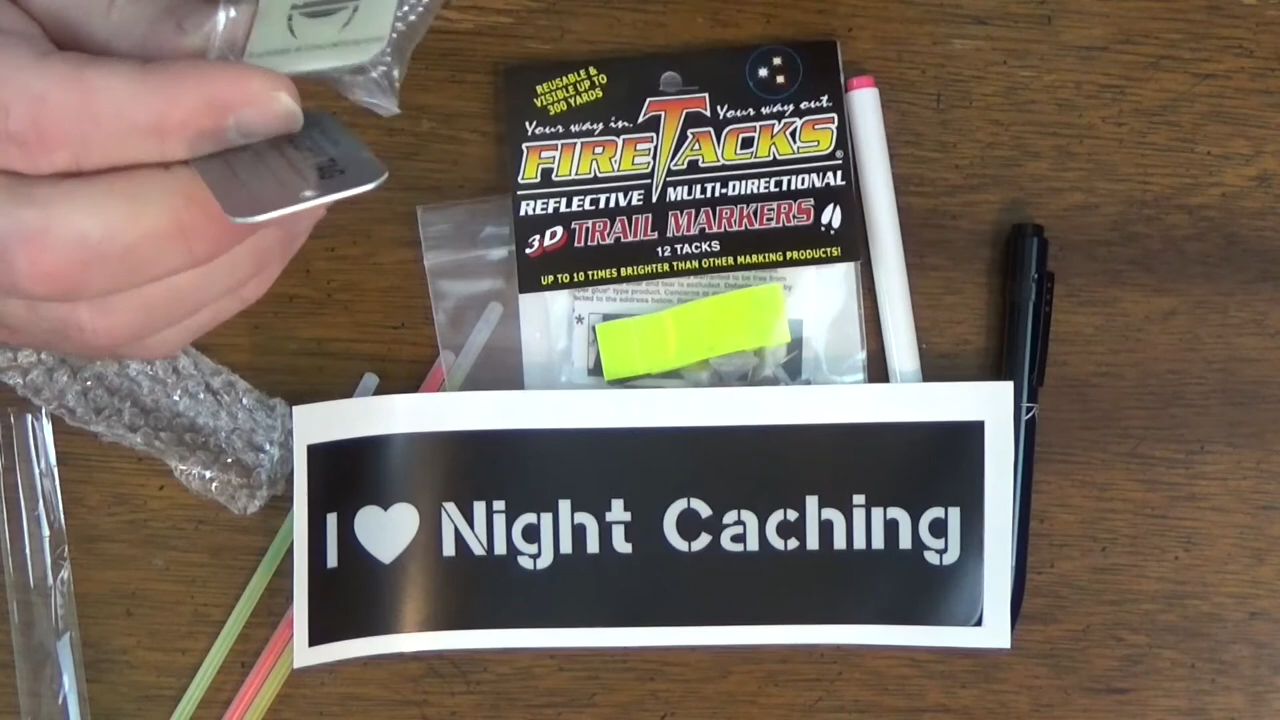 REUSABLE &
VISIBLE UP TO
300 YARDS
Your way in. Your way out.™
FIRETACKS®
REFLECTIVE MULTI-DIRECTIONAL
3D TRAIL MARKERS
12 TACKS
UP TO 10 TIMES BRIGHTER THAN OTHER MARKING PRODUCTS!
*
I ♥ Night Caching